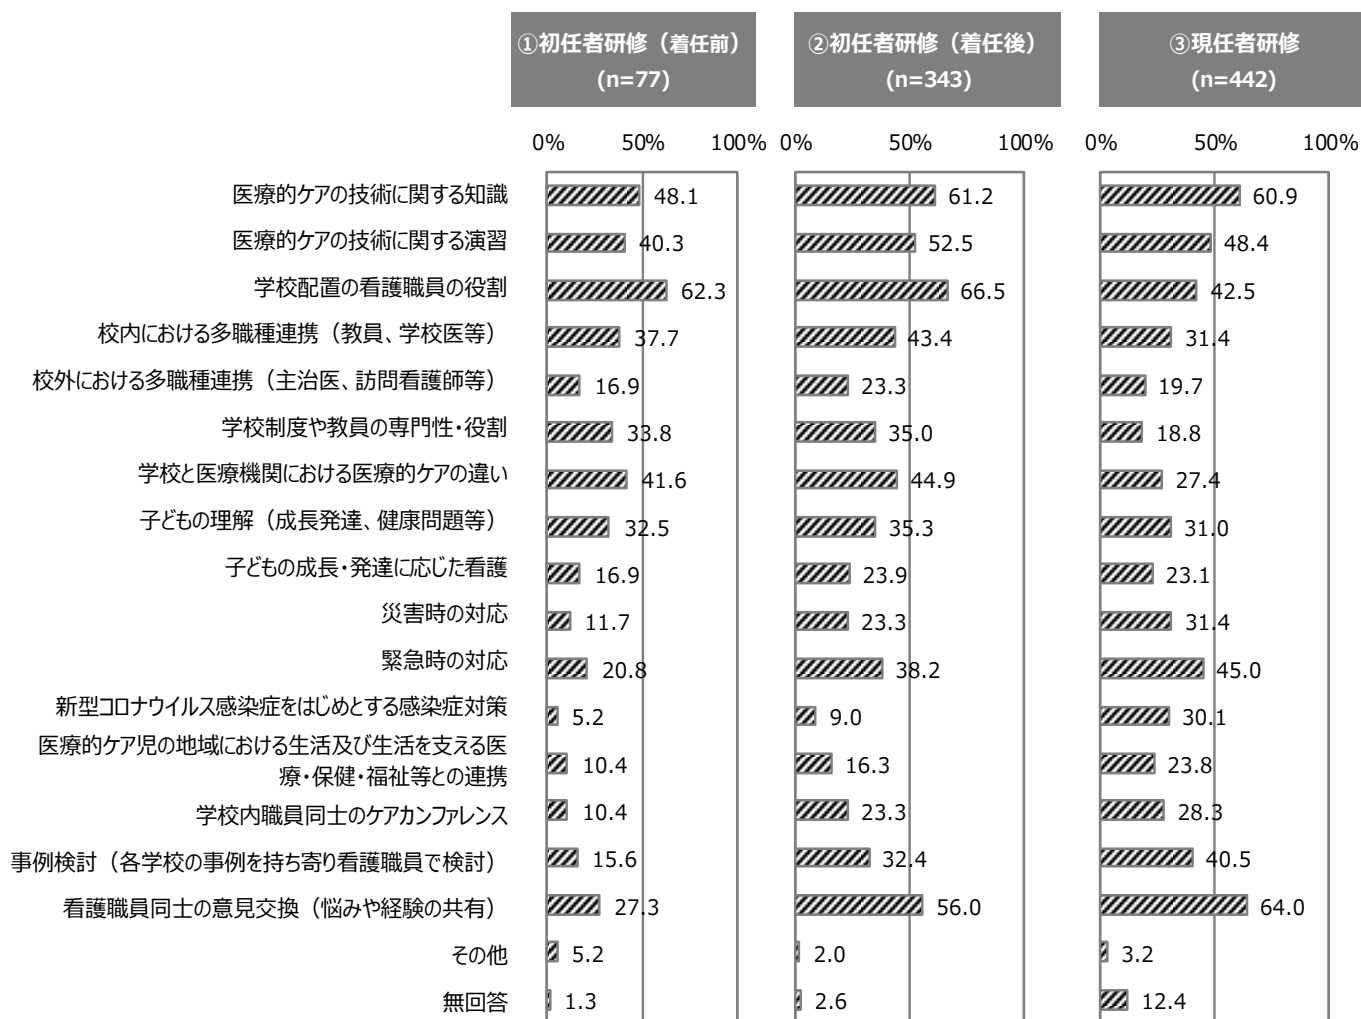 ①初任者研修（着任前）
(n=77)
②初任者研修（着任後）
(n=343)
③現任者研修
(n=442)
0% 50% 100% 0% 50% 100% 0% 50% 100%
医療的ケアの技術に関する知識 48.1 61.2 60.9
医療的ケアの技術に関する演習 40.3 52.5 48.4
学校配置の看護職員の役割 62.3 66.5 42.5
校内における多職種連携（教員、学校医等） 37.7 43.4 31.4
校外における多職種連携（主治医、訪問看護師等） 16.9 23.3 19.7
学校制度や教員の専門性・役割 33.8 35.0 18.8
学校と医療機関における医療的ケアの違い 41.6 44.9 27.4
子どもの理解（成長発達、健康問題等） 32.5 35.3 31.0
子どもの成長・発達に応じた看護 16.9 23.9 23.1
災害時の対応 11.7 23.3 31.4
緊急時の対応 20.8 38.2 45.0
新型コロナウイルス感染症をはじめとする感染症対策 5.2 9.0 30.1
医療的ケア児の地域における生活及び生活を支える医
療・保健・福祉等との連携 10.4 16.3 23.8
学校内職員同士のケアカンファレンス 10.4 23.3 28.3
事例検討（各学校の事例を持ち寄り看護職員で検討） 15.6 32.4 40.5
看護職員同士の意見交換（悩みや経験の共有） 27.3 56.0 64.0
その他 5.2 2.0 3.2
無回答 1.3 2.6 12.4